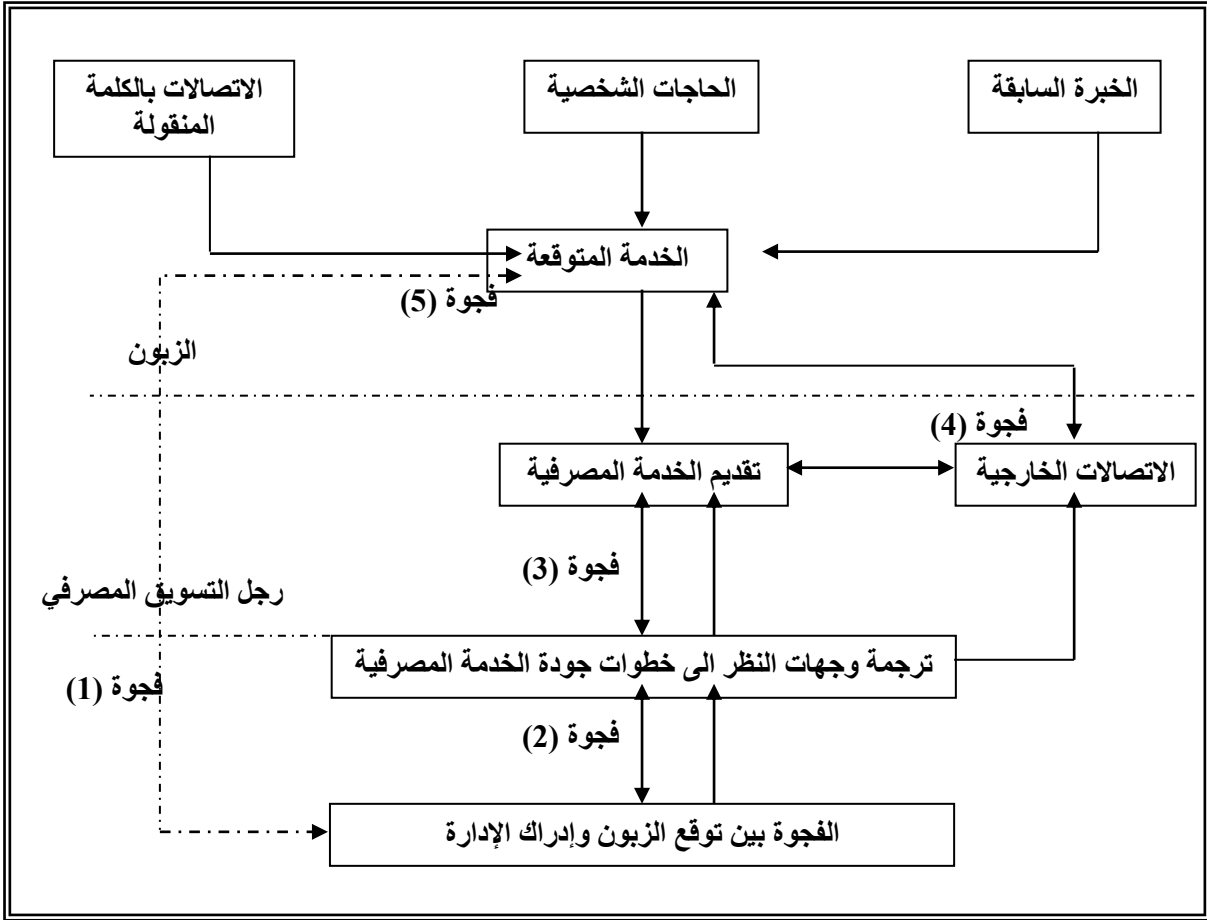 الخبرة السابقة
الحاجات الشخصية
الاتصالات بالكلمة
المنقولة
الخدمة المتوقعة
فجوة (5)
الزبون
فجوة (4)
الاتصالات الخارجية
تقديم الخدمة المصرفية
فجوة (3)
رجل التسويق المصرفي
ترجمة وجهات النظر الى خطوات جودة الخدمة المصرفية
فجوة (1)
فجوة (2)
الفجوة بين توقع الزبون وإدراك الإدارة